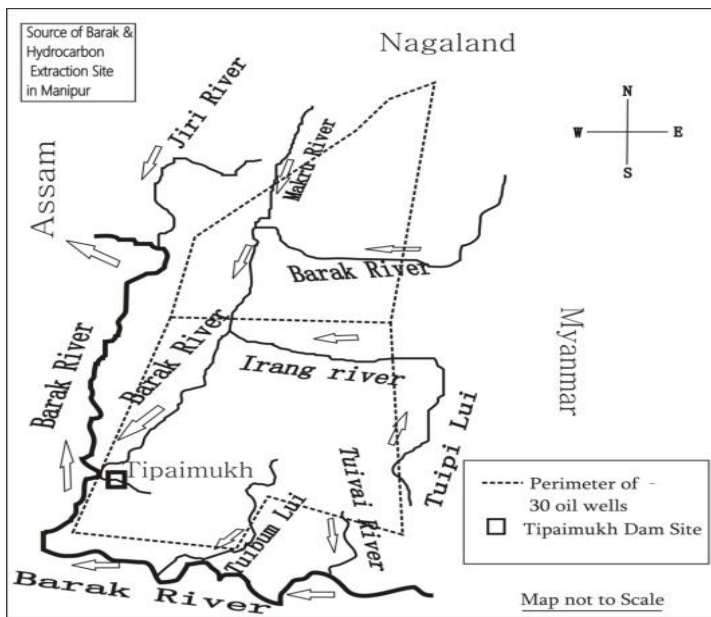 Source of Barak &
Hydrocarbon
Extraction Site
in Manipur
Nagaland
N
W E
S
Jiri River
Makru River
Assam
Barak River
Barak River
Barak River
Irang river
Myanmar
Tuipi Lui
Tipaimukh
Tuivai River
Tuibum Lui
Barak River
Perimeter of -
30 oil wells
Tipaimukh Dam Site
Map not to Scale